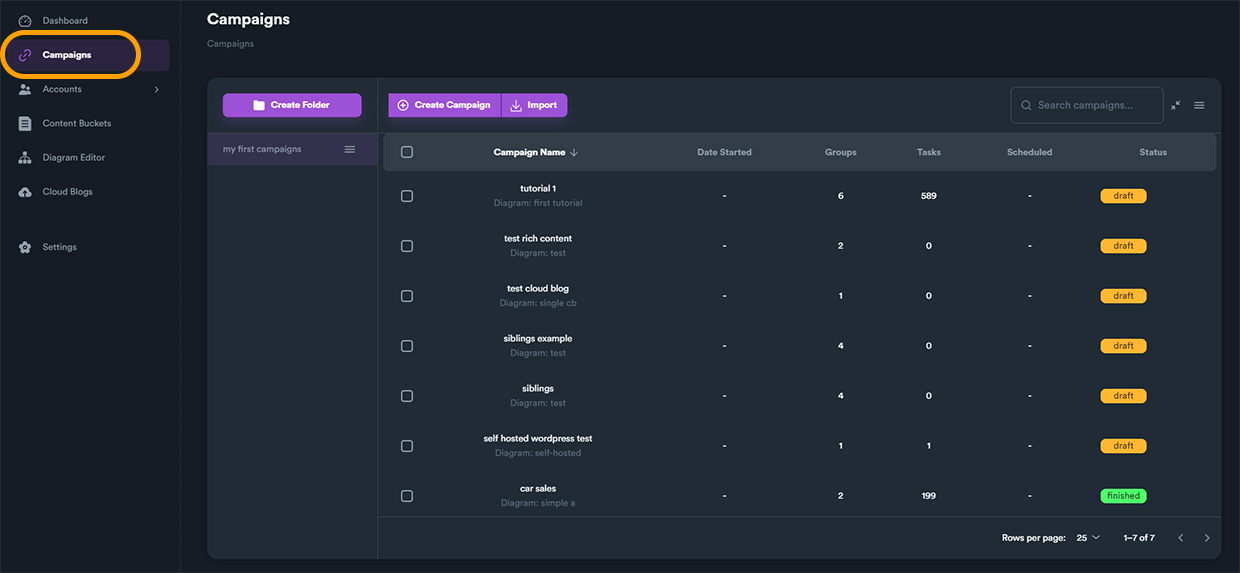 Dashboard
Campaigns
Accounts
Content Buckets
Diagram Editor
Cloud Blogs
Settings
Campaigns
Campaigns
Create Folder
my first campaigns
Create Campaign
Import
Search campaigns...
Campaign Name Date Started Groups Tasks Scheduled Status
tutorial 1
Diagram: first tutorial
- 6 589 - draft
test rich content
Diagram: test
- 2 0 - draft
test cloud blog
Diagram: single cb
- 1 0 - draft
siblings example
Diagram: test
- 4 0 - draft
siblings
Diagram: test
- 4 0 - draft
self hosted wordpress test
Diagram: self-hosted
- 1 1 - draft
car sales
Diagram: simple a
- 2 199 - finished
Rows per page: 25 1–7 of 7